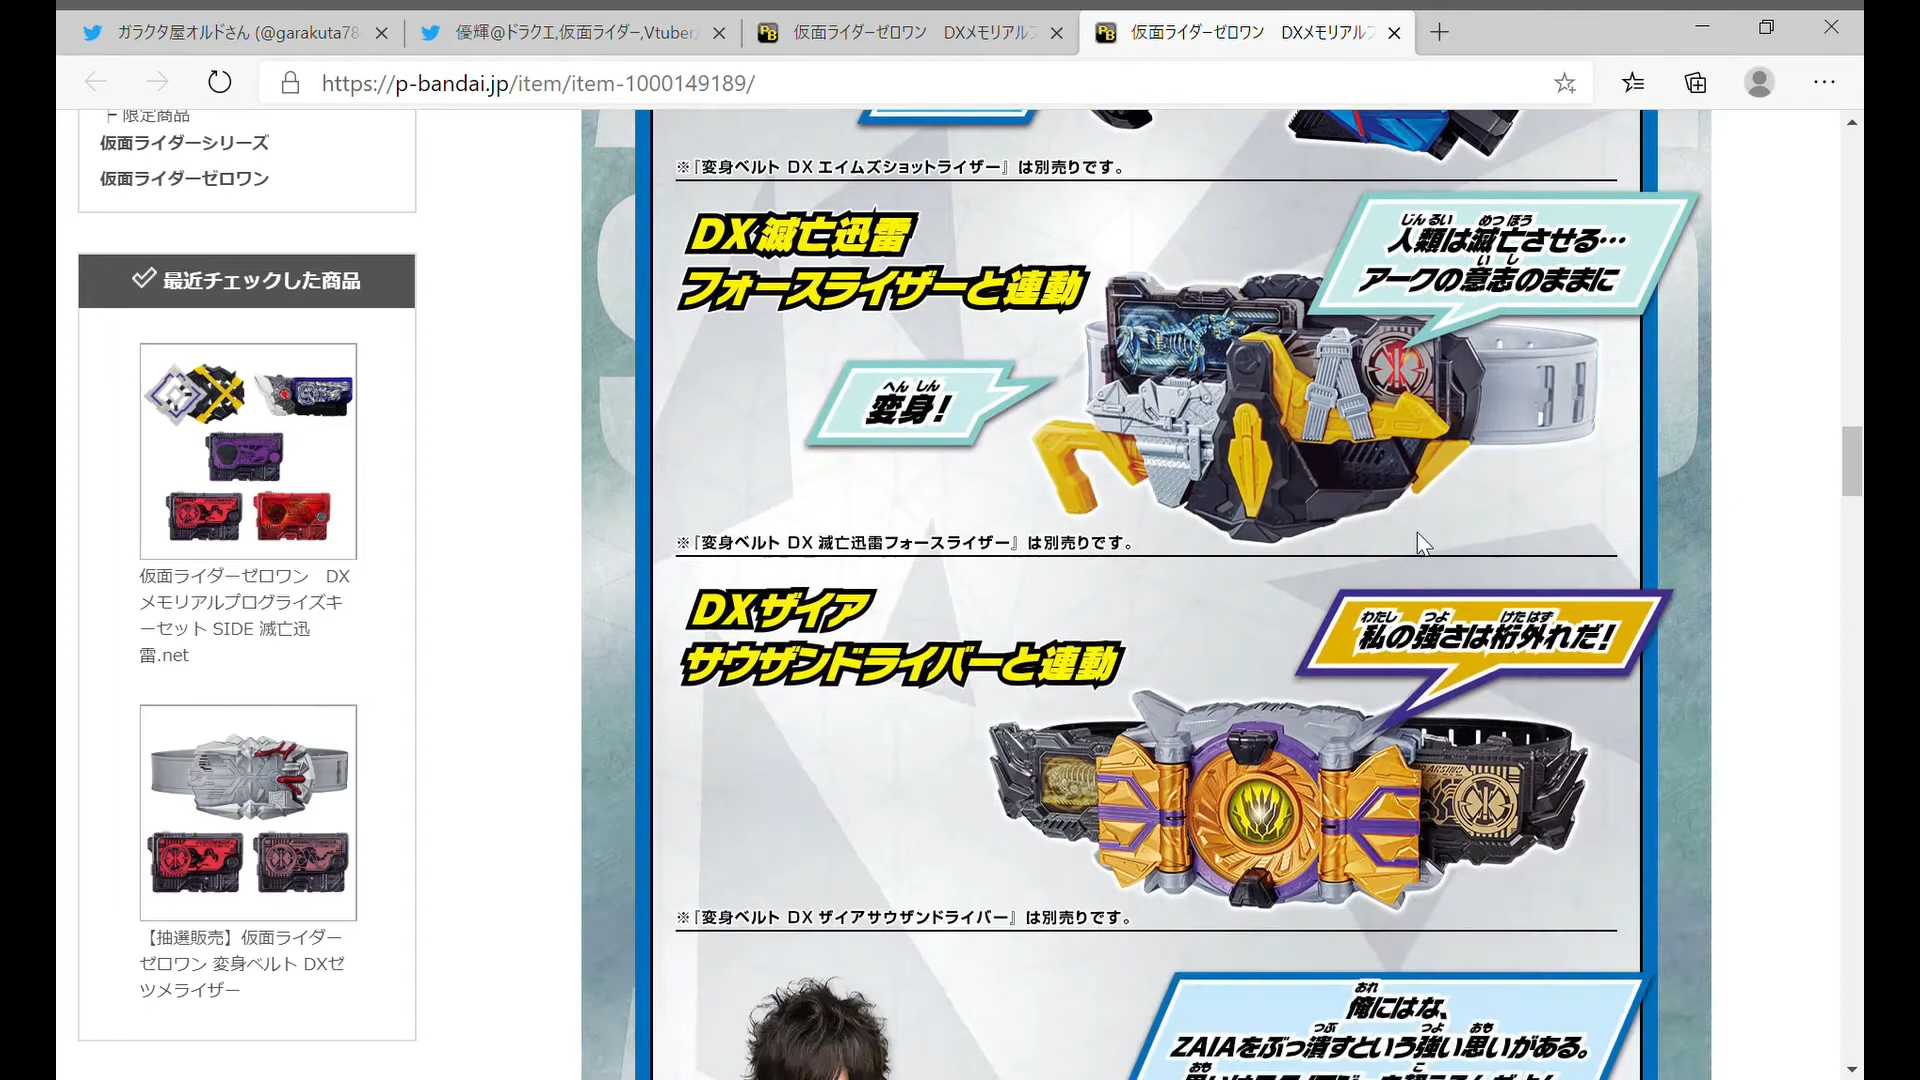 ガラクタ屋オルドさん (@garakuta78
優輝@ドラクエ,仮面ライダー,Vtuber
仮面ライダーゼロワン　DXメモリアルフ
仮面ライダーゼロワン　DXメモリアルフ
https://p-bandai.jp/item/item-1000149189/
├ 限定商品
仮面ライダーシリーズ
仮面ライダーゼロワン
最近チェックした商品
仮面ライダーゼロワン　DX
メモリアルプログライズキ
ーセット SIDE 滅亡迅
雷.net
【抽選販売】仮面ライダー
ゼロワン 変身ベルト DXゼ
ツメライザー
※『変身ベルト DX エイムズショットライザー』は別売りです。
DX 滅亡迅雷
フォースライザーと連動
じんるい めつぼう
人類は滅亡させる…
いし
アークの意志のままに
へんしん
変身!
※『変身ベルト DX 滅亡迅雷フォースライザー』は別売りです。
DX ザイア
サウザンドライバーと連動
わたし つよ けたはず
私の強さは桁外れだ!
※『変身ベルト DX ザイアサウザンドライバー』は別売りです。
おれ
俺にはな、
つぶ つよ おも
ZAIAをぶっ潰すという強い思いがある。